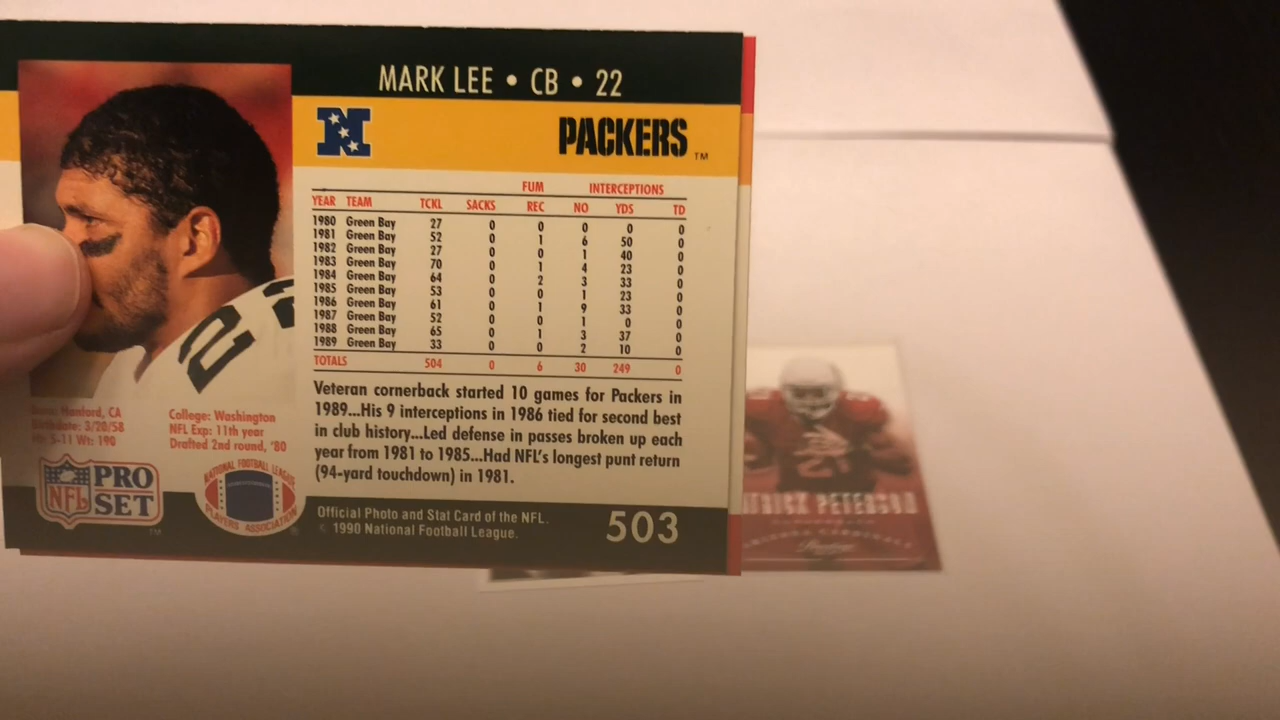 MARK LEE • CB • 22
PACKERS TM
FUM INTERCEPTIONS
YEAR TEAM TCKL SACKS REC NO YDS TD
1980 Green Bay 27 0 0 0 0 0
1981 Green Bay 52 0 1 6 50 0
1982 Green Bay 27 0 0 1 40 0
1983 Green Bay 70 0 1 4 23 0
1984 Green Bay 64 0 2 3 33 0
1985 Green Bay 53 0 0 1 23 0
1986 Green Bay 61 0 1 9 33 0
1987 Green Bay 52 0 0 1 0 0
1988 Green Bay 65 0 1 3 37 0
1989 Green Bay 33 0 0 2 10 0
TOTALS 504 0 6 30 249 0
Veteran cornerback started 10 games for Packers in
1989...His 9 interceptions in 1986 tied for second best
in club history...Led defense in passes broken up each
year from 1981 to 1985...Had NFL's longest punt return
(94-yard touchdown) in 1981.
Hanford, CA
Birthdate: 3/20/58
5-11 Wt: 190
College: Washington
NFL Exp: 11th year
Drafted 2nd round, '80
NFL PRO SET TM
NATIONAL FOOTBALL LEAGUE
PLAYERS ASSOCIATION
Official Photo and Stat Card of the NFL.
© 1990 National Football League.
503
22
21
PETERSON
Prestige